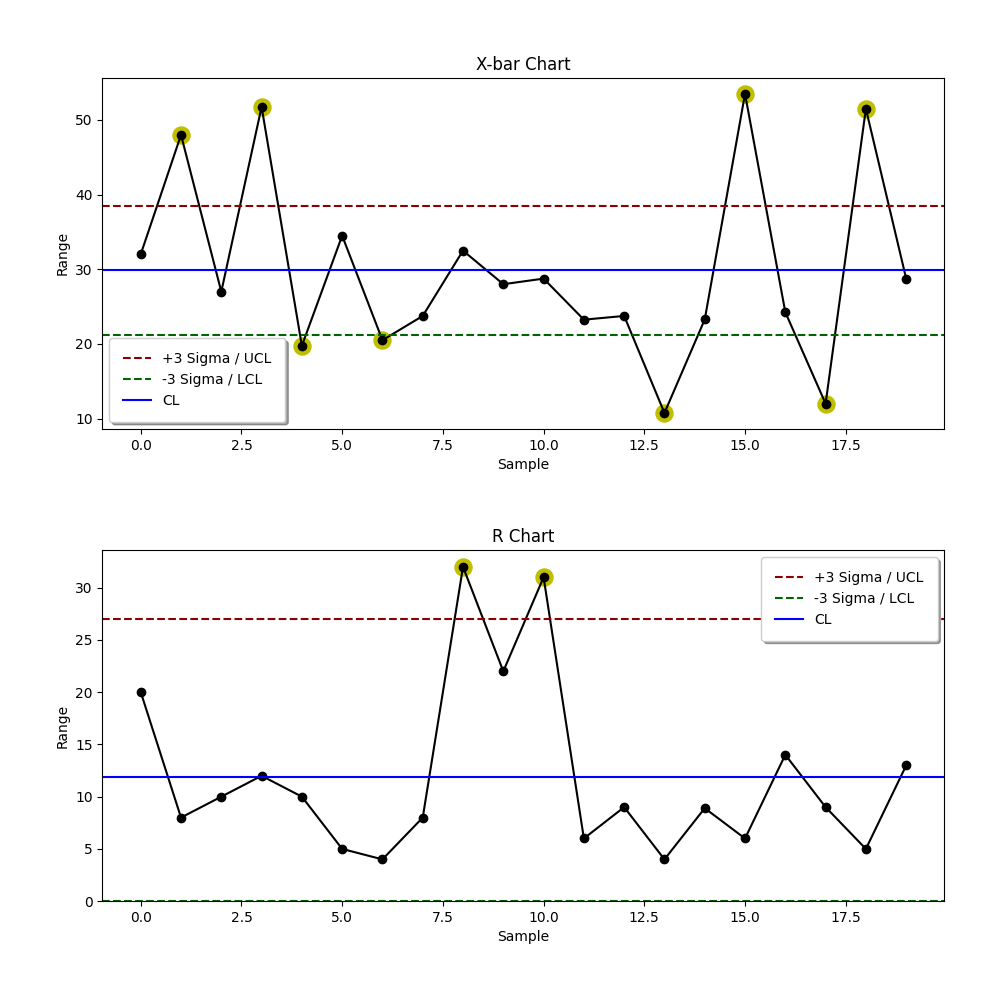 X-bar Chart
50
40
30
20
10
Range
+3 Sigma / UCL
-3 Sigma / LCL
CL
0.0 2.5 5.0 7.5 10.0 12.5 15.0 17.5
Sample
R Chart
30
25
20
15
10
5
0
Range
+3 Sigma / UCL
-3 Sigma / LCL
CL
0.0 2.5 5.0 7.5 10.0 12.5 15.0 17.5
Sample